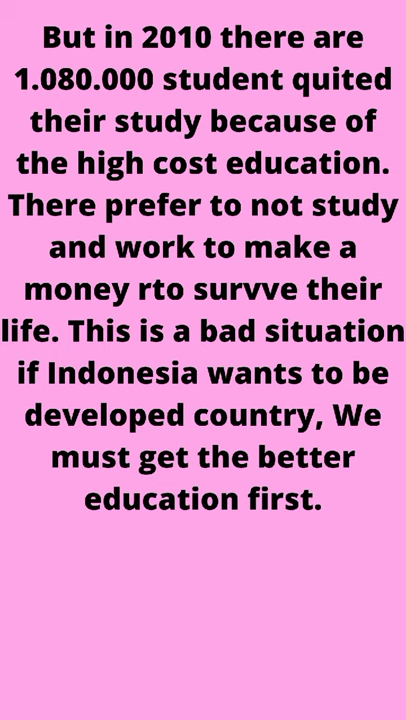 But in 2010 there are
1.080.000 student quited
their study because of
the high cost education.
There prefer to not study
and work to make a
money rto survve their
life. This is a bad situation
if Indonesia wants to be
developed country, We
must get the better
education first.